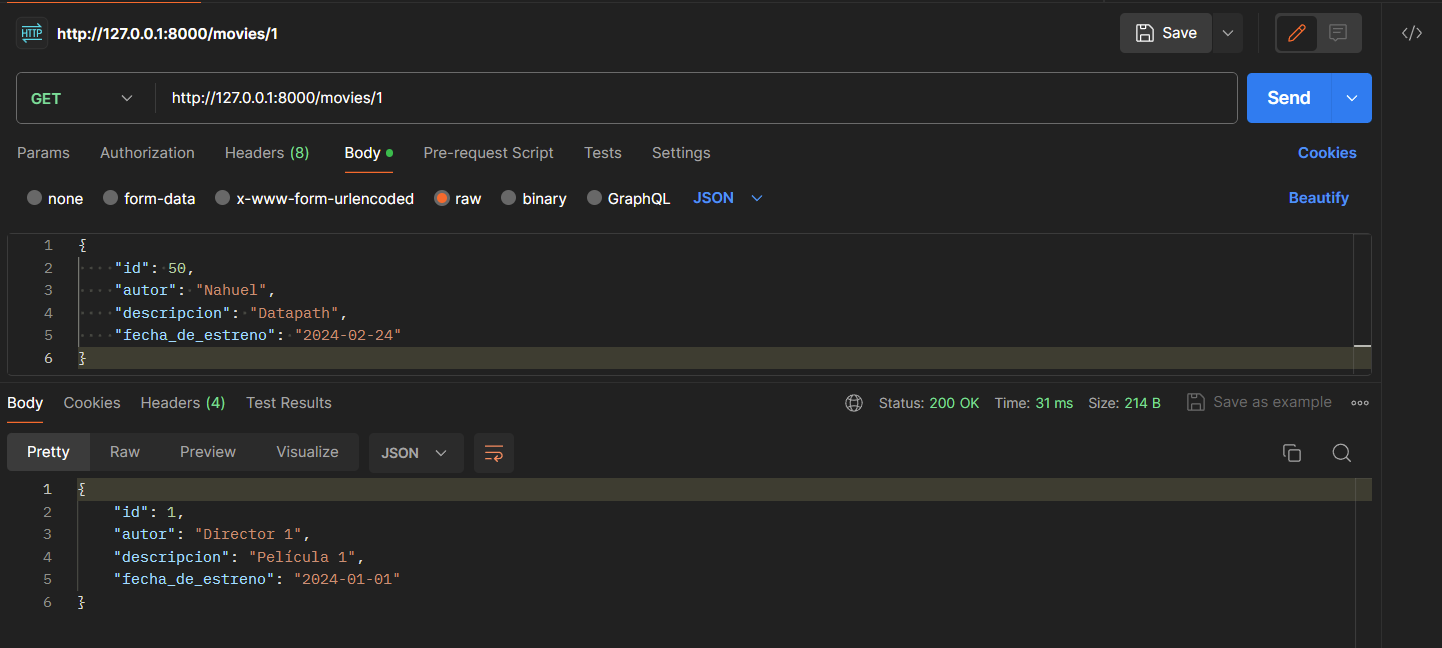 HTTP http://127.0.0.1:8000/movies/1 Save </>
GET http://127.0.0.1:8000/movies/1 Send
Params Authorization Headers (8) Body Pre-request Script Tests Settings Cookies
none form-data x-www-form-urlencoded raw binary GraphQL JSON Beautify
1 {
2 "id": 50,
3 "autor": "Nahuel",
4 "descripcion": "Datapath",
5 "fecha_de_estreno": "2024-02-24"
6 }
Body Cookies Headers (4) Test Results Status: 200 OK Time: 31 ms Size: 214 B Save as example
Pretty Raw Preview Visualize JSON
1 {
2 "id": 1,
3 "autor": "Director 1",
4 "descripcion": "Película 1",
5 "fecha_de_estreno": "2024-01-01"
6 }